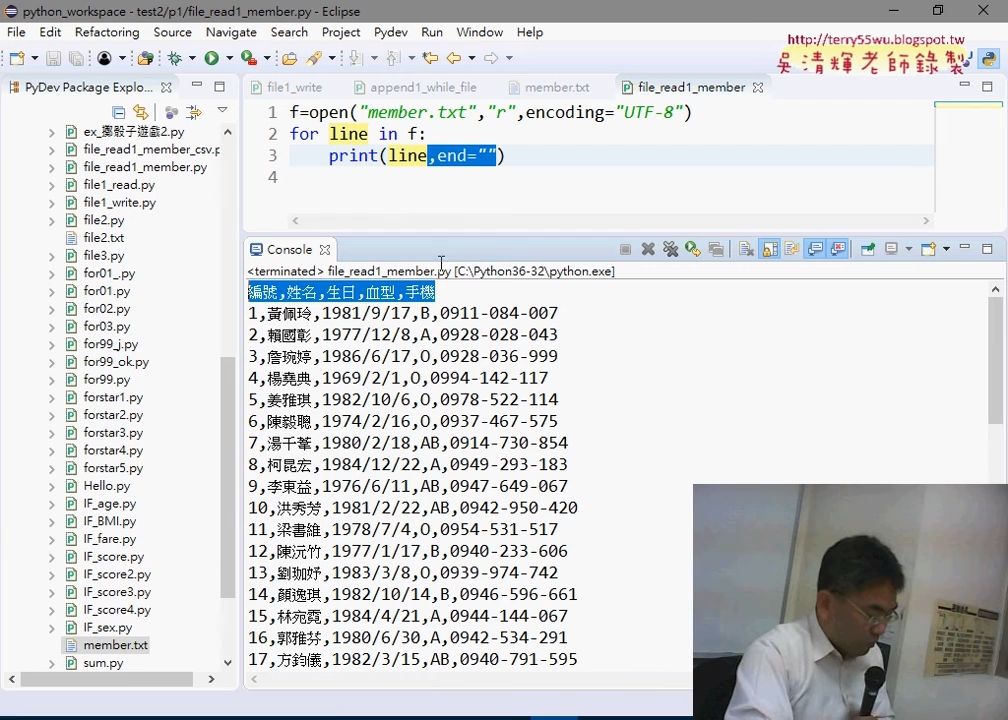 python_workspace - test2/p1/file_read1_member.py - Eclipse
File Edit Refactoring Source Navigate Search Project Pydev Run Window Help
http://terry55wu.blogspot.tw
吳清輝老師錄製
PyDev Package Explo...
file1_write append1_while_file member.txt file_read1_member
ex_擲骰子遊戲2.py
file_read1_member_csv.p
file_read1_member.py
file1_read.py
file1_write.py
file2.py
file2.txt
file3.py
for01_.py
for01.py
for02.py
for03.py
for99_j.py
for99_ok.py
for99.py
forstar1.py
forstar2.py
forstar3.py
forstar4.py
forstar5.py
Hello.py
IF_age.py
IF_BMI.py
IF_fare.py
IF_score.py
IF_score2.py
IF_score3.py
IF_score4.py
IF_sex.py
member.txt
sum.py
1 f=open("member.txt","r",encoding="UTF-8")
2 for line in f:
3 print(line,end="")
4
Console
<terminated> file_read1_member.py [C:\Python36-32\python.exe]
編號,姓名,生日,血型,手機
1,黃佩玲,1981/9/17,B,0911-084-007
2,賴國彰,1977/12/8,A,0928-028-043
3,詹琬婷,1986/6/17,O,0928-036-999
4,楊堯典,1969/2/1,O,0994-142-117
5,姜雅琪,1982/10/6,O,0978-522-114
6,陳毅聰,1974/2/16,O,0937-467-575
7,湯千葦,1980/2/18,AB,0914-730-854
8,柯昆宏,1984/12/22,A,0949-293-183
9,李東益,1976/6/11,AB,0947-649-067
10,洪秀芳,1981/2/22,AB,0942-950-420
11,梁書維,1978/7/4,O,0954-531-517
12,陳沅竹,1977/1/17,B,0940-233-606
13,劉珈妤,1983/3/8,O,0939-974-742
14,顏逸琪,1982/10/14,B,0946-596-661
15,林宛霓,1984/4/21,A,0944-144-067
16,郭雅芬,1980/6/30,A,0942-534-291
17,方鈞儀,1982/3/15,AB,0940-791-595